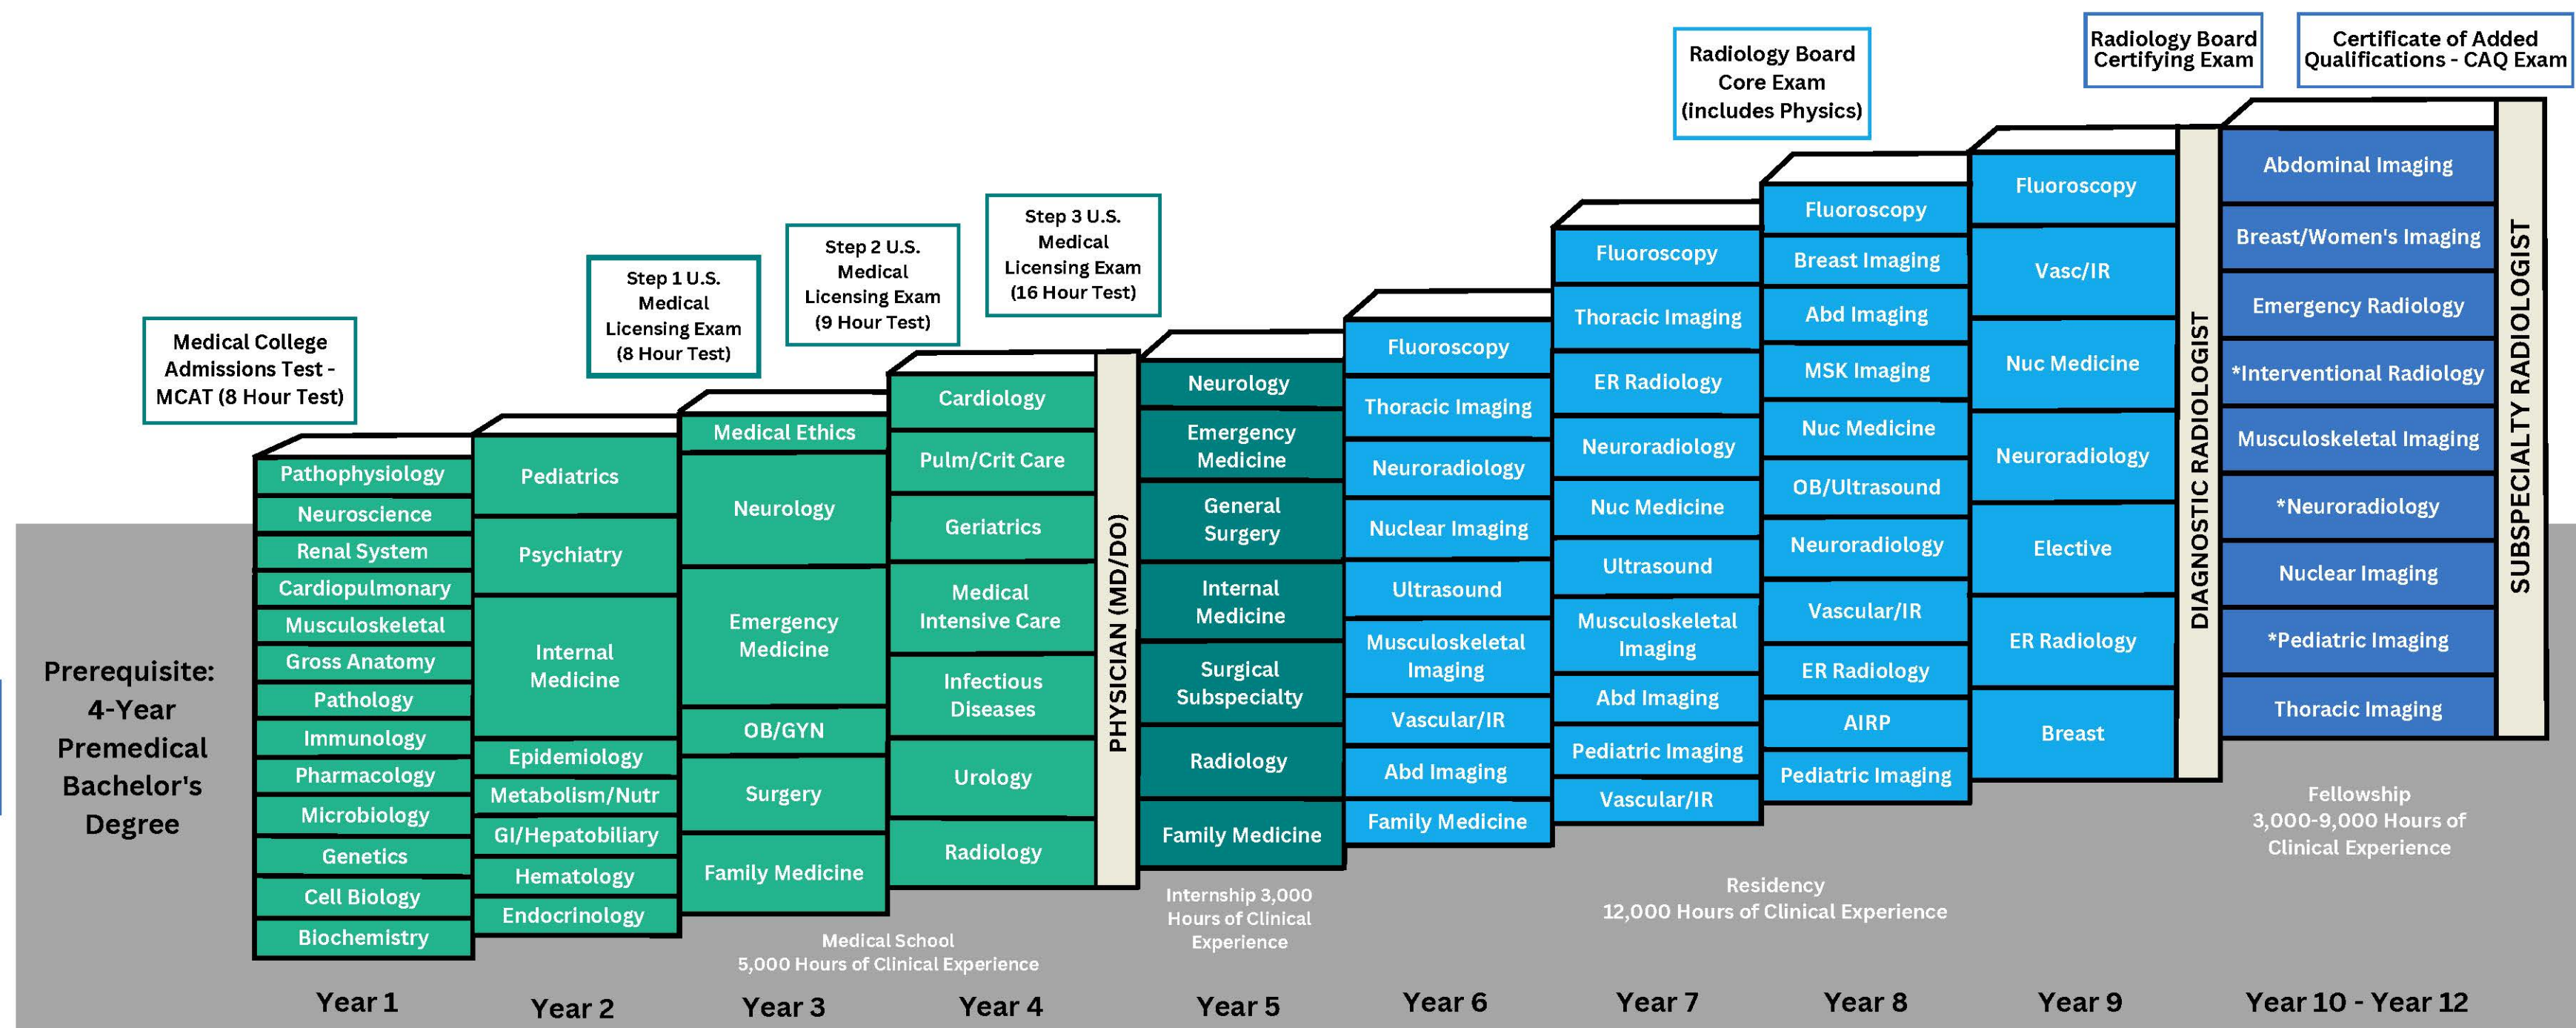 Prerequisite:
4-Year
Premedical
Bachelor's
Degree
Medical College
Admissions Test -
MCAT (8 Hour Test)
Pathophysiology
Neuroscience
Renal System
Cardiopulmonary
Musculoskeletal
Gross Anatomy
Pathology
Immunology
Pharmacology
Microbiology
Genetics
Cell Biology
Biochemistry
Year 1
Pediatrics
Psychiatry
Internal
Medicine
Epidemiology
Metabolism/Nutr
GI/Hepatobiliary
Hematology
Endocrinology
Year 2
Step 1 U.S.
Medical
Licensing Exam
(8 Hour Test)
Medical Ethics
Neurology
Emergency
Medicine
OB/GYN
Surgery
Family Medicine
Year 3
Step 2 U.S.
Medical
Licensing Exam
(9 Hour Test)
Cardiology
Pulm/Crit Care
Geriatrics
Medical
Intensive Care
Infectious
Diseases
Urology
Radiology
Year 4
Medical School
5,000 Hours of Clinical Experience
Step 3 U.S.
Medical
Licensing Exam
(16 Hour Test)
PHYSICIAN (MD/DO)
Neurology
Emergency
Medicine
General
Surgery
Internal
Medicine
Surgical
Subspecialty
Radiology
Family Medicine
Internship 3,000
Hours of Clinical
Experience
Year 5
Fluoroscopy
Thoracic Imaging
Neuroradiology
Nuclear Imaging
Ultrasound
Musculoskeletal
Imaging
Vascular/IR
Abd Imaging
Family Medicine
Year 6
Fluoroscopy
Thoracic Imaging
ER Radiology
Neuroradiology
Nuc Medicine
Ultrasound
Musculoskeletal
Imaging
Abd Imaging
Pediatric Imaging
Vascular/IR
Year 7
Radiology Board
Core Exam
(includes Physics)
Fluoroscopy
Breast Imaging
Abd Imaging
MSK Imaging
Nuc Medicine
OB/Ultrasound
Neuroradiology
Vascular/IR
ER Radiology
AIRP
Pediatric Imaging
Year 8
Residency
12,000 Hours of Clinical Experience
Fluoroscopy
Vasc/IR
Nuc Medicine
Neuroradiology
Elective
ER Radiology
Breast
Year 9
Radiology Board
Certifying Exam
DIAGNOSTIC RADIOLOGIST
Certificate of Added
Qualifications - CAQ Exam
Abdominal Imaging
Breast/Women's Imaging
Emergency Radiology
*Interventional Radiology
Musculoskeletal Imaging
*Neuroradiology
Nuclear Imaging
*Pediatric Imaging
Thoracic Imaging
SUBSPECIALTY RADIOLOGIST
Fellowship
3,000-9,000 Hours of
Clinical Experience
Year 10 - Year 12